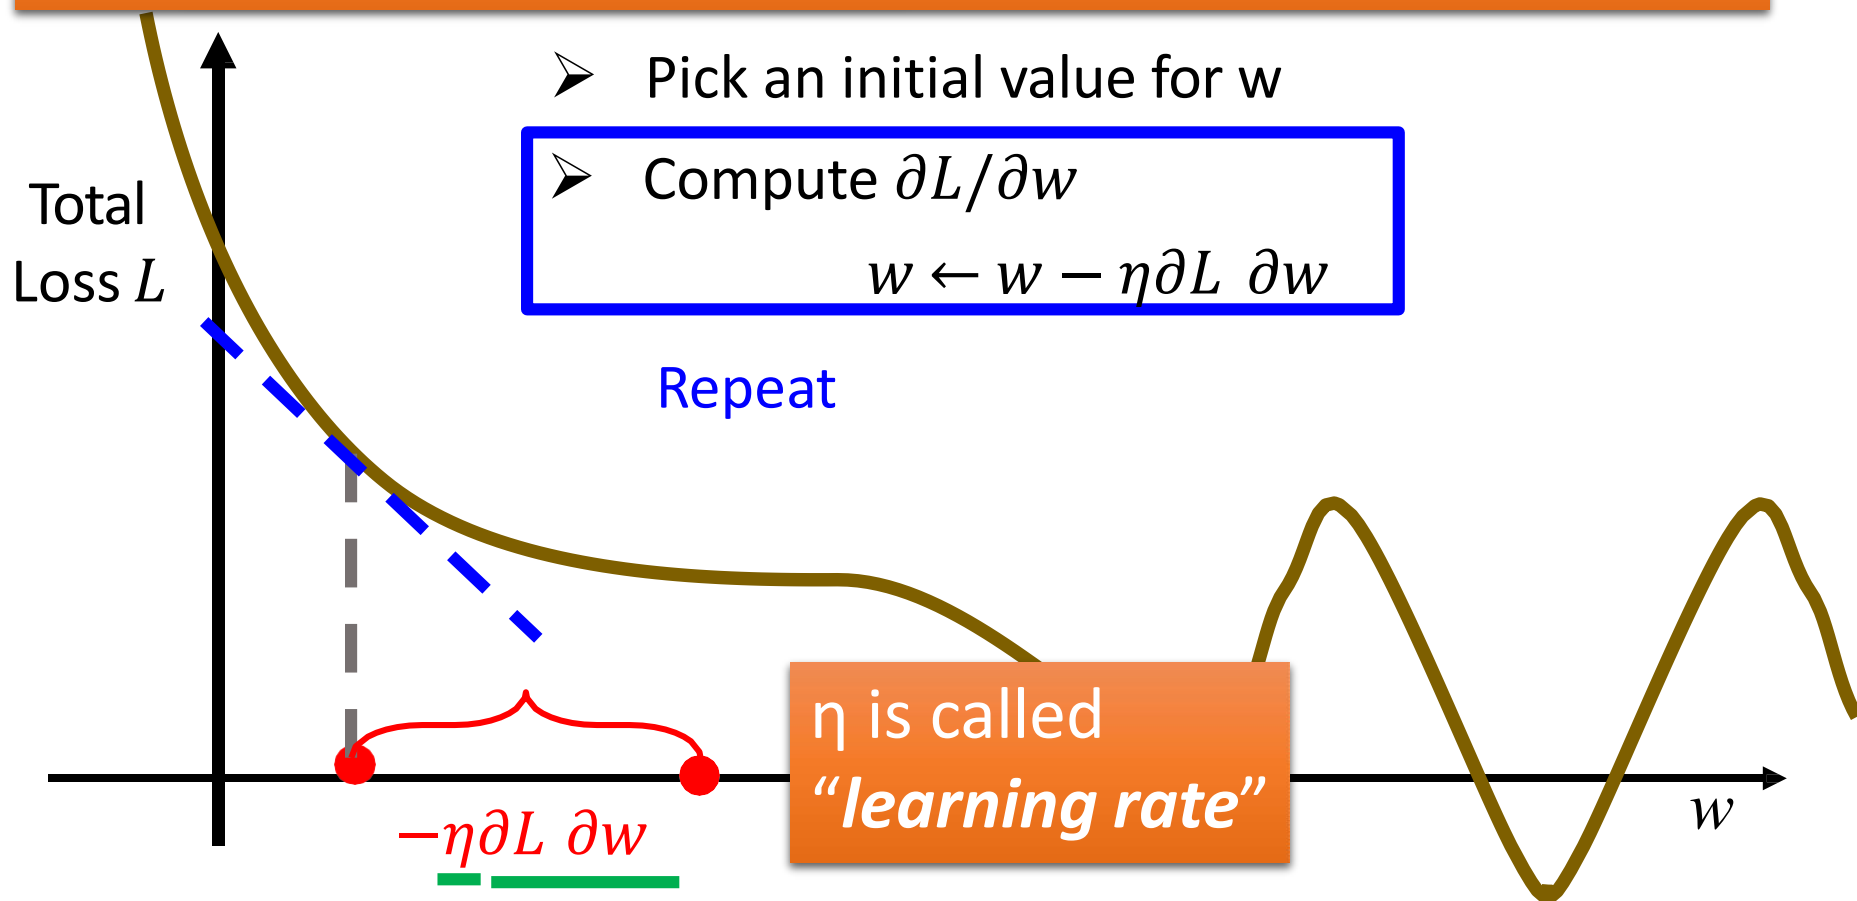 ➢ Pick an initial value for w
➢ Compute ∂L/∂w
w ← w − η∂L ∂w
Total
Loss L
Repeat
η is called
“learning rate”
w
−η∂L ∂w